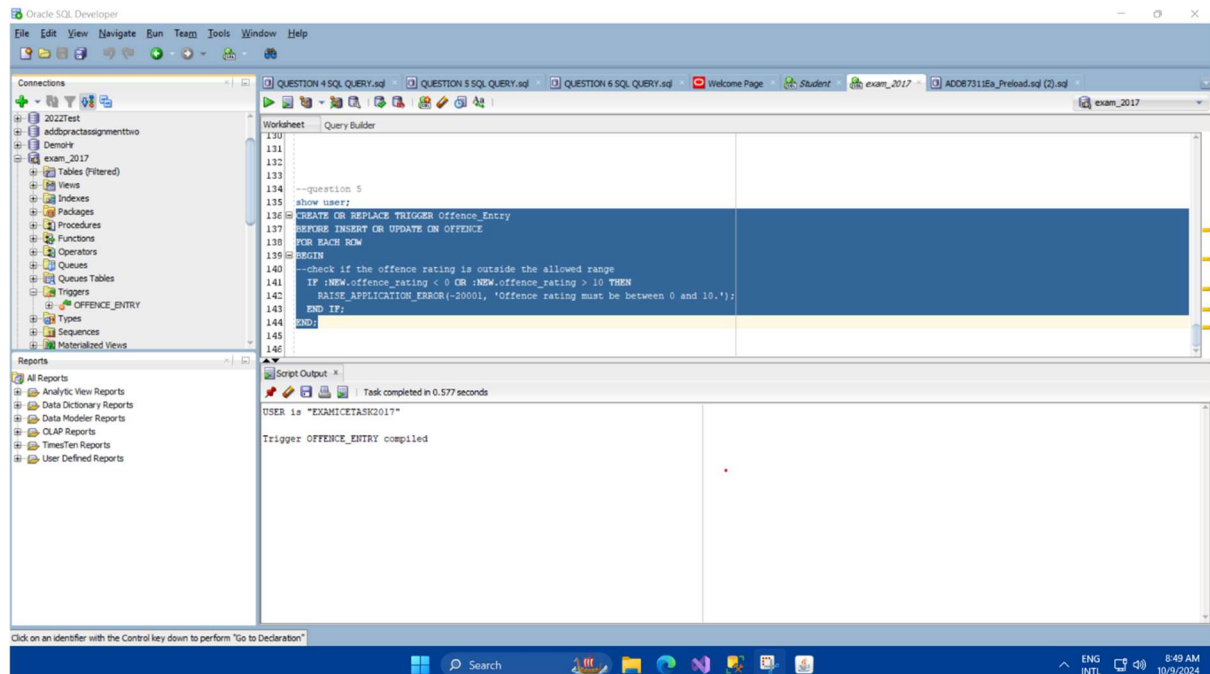 Oracle SQL Developer
File Edit View Navigate Run Team Tools Window Help
Connections
2022Test
addbpractassignmenttwo
DemoHr
exam_2017
Tables (Filtered)
Views
Indexes
Packages
Procedures
Functions
Operators
Queues
Queues Tables
Triggers
OFFENCE_ENTRY
Types
Sequences
Materialized Views
Reports
All Reports
Analytic View Reports
Data Dictionary Reports
Data Modeler Reports
OLAP Reports
TimesTen Reports
User Defined Reports
QUESTION 4 SQL QUERY.sql QUESTION 5 SQL QUERY.sql QUESTION 6 SQL QUERY.sql Welcome Page Student exam_2017 ADDB7311Ea_Preload.sql (2).sql
exam_2017
Worksheet Query Builder
130
131
132
133
134 --question 5
135 show user;
136 CREATE OR REPLACE TRIGGER Offence_Entry
137 BEFORE INSERT OR UPDATE ON OFFENCE
138 FOR EACH ROW
139 BEGIN
140 --check if the offence rating is outside the allowed range
141 IF :NEW.offence_rating < 0 OR :NEW.offence_rating > 10 THEN
142 RAISE_APPLICATION_ERROR(-20001, 'Offence rating must be between 0 and 10.');
143 END IF;
144 END;
145
146
Script Output
Task completed in 0.577 seconds
USER is "EXAMICETASK2017"
Trigger OFFENCE_ENTRY compiled
Click on an identifier with the Control key down to perform "Go to Declaration"
Search
ENG
INTL
8:49 AM
10/9/2024